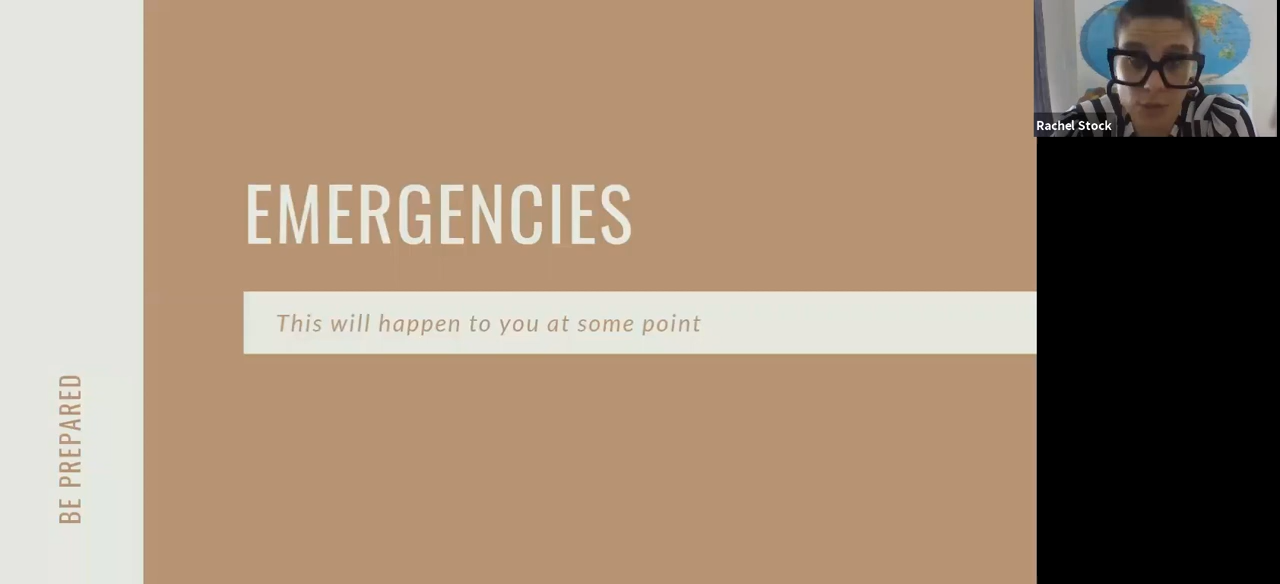 EMERGENCIES
This will happen to you at some point
BE PREPARED
Rachel Stock